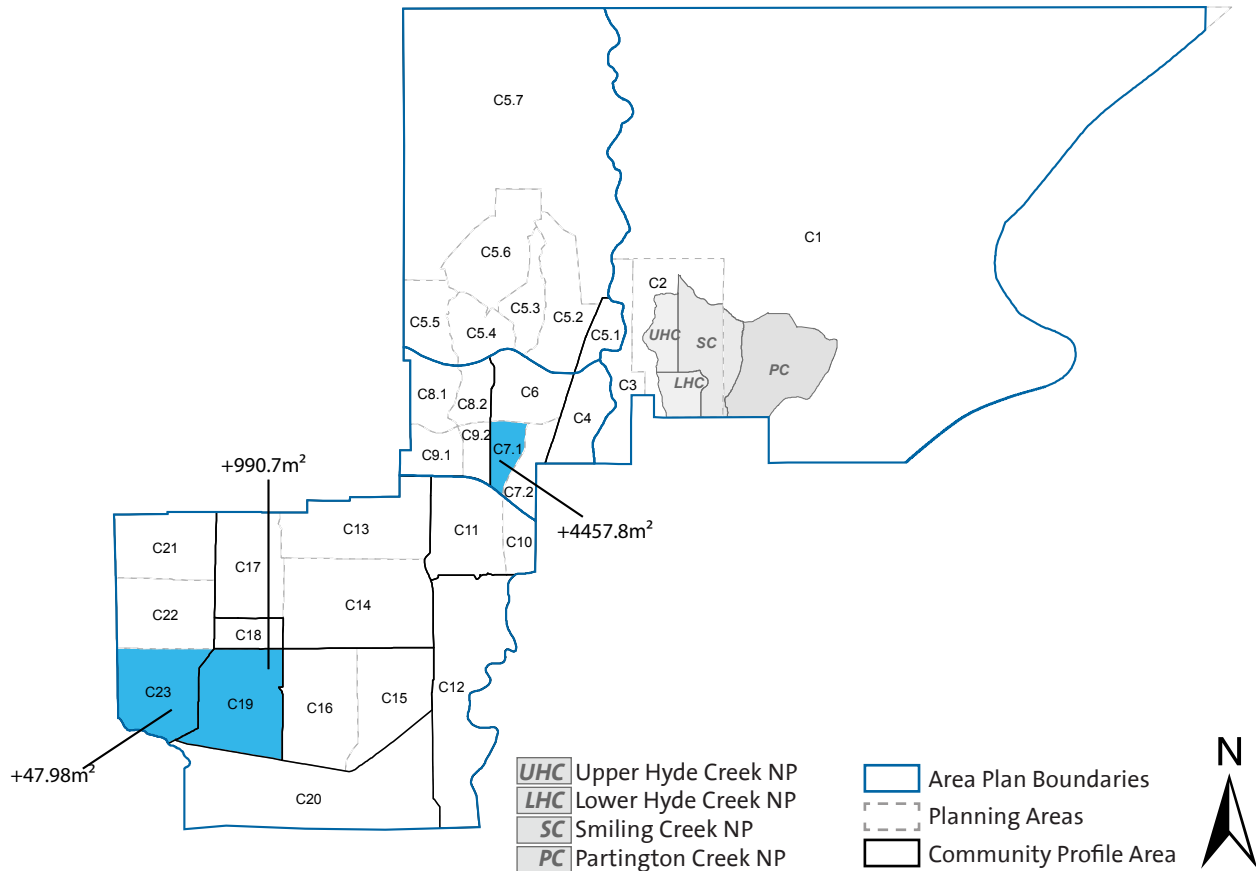 C5.7
C1
C5.6
C2
C5.3
C5.2
C5.5
C5.4
C5.1
UHC
SC
PC
LHC
C8.1
C8.2
C6
C3
C4
C9.2
C9.1
C7.1
C7.2
+990.7m²
+4457.8m²
C13
C11
C10
C21
C17
C14
C22
C18
C23
C19
C16
C15
C12
+47.98m²
C20
N
UHC Upper Hyde Creek NP
LHC Lower Hyde Creek NP
SC Smiling Creek NP
PC Partington Creek NP
Area Plan Boundaries
Planning Areas
Community Profile Area